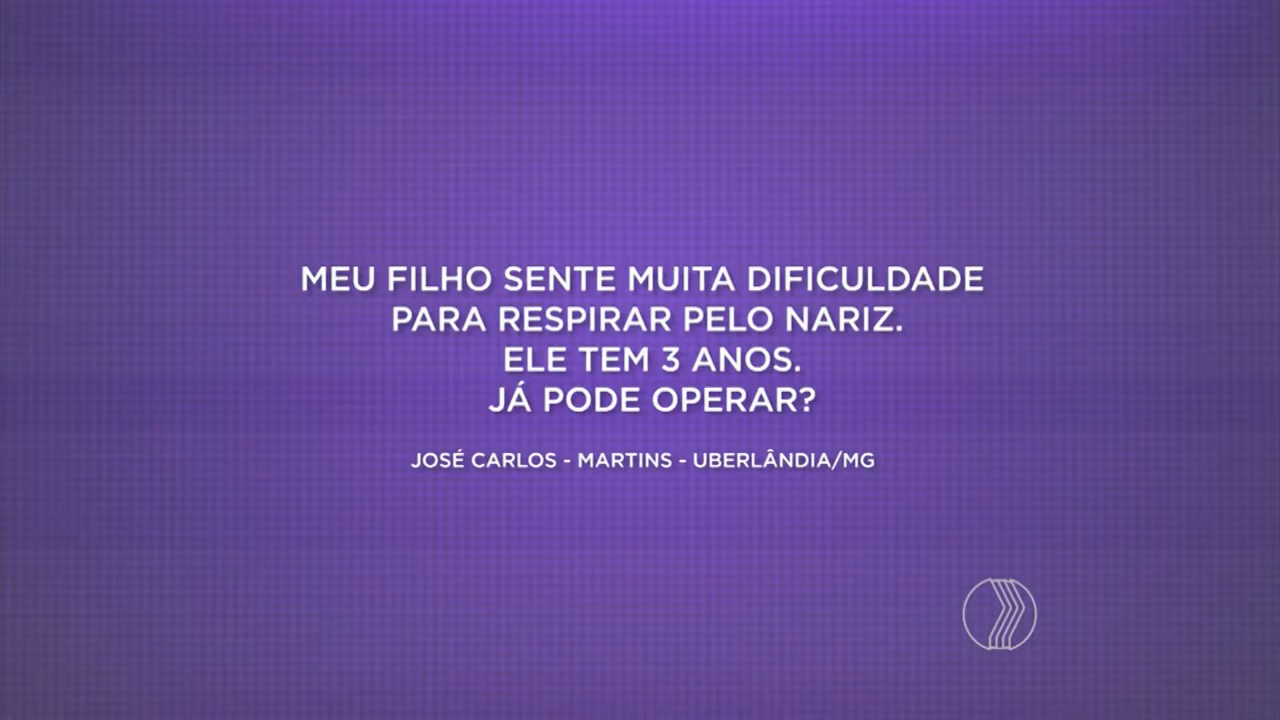 MEU FILHO SENTE MUITA DIFICULDADE
PARA RESPIRAR PELO NARIZ.
ELE TEM 3 ANOS.
JÁ PODE OPERAR?
JOSÉ CARLOS - MARTINS - UBERLÂNDIA/MG